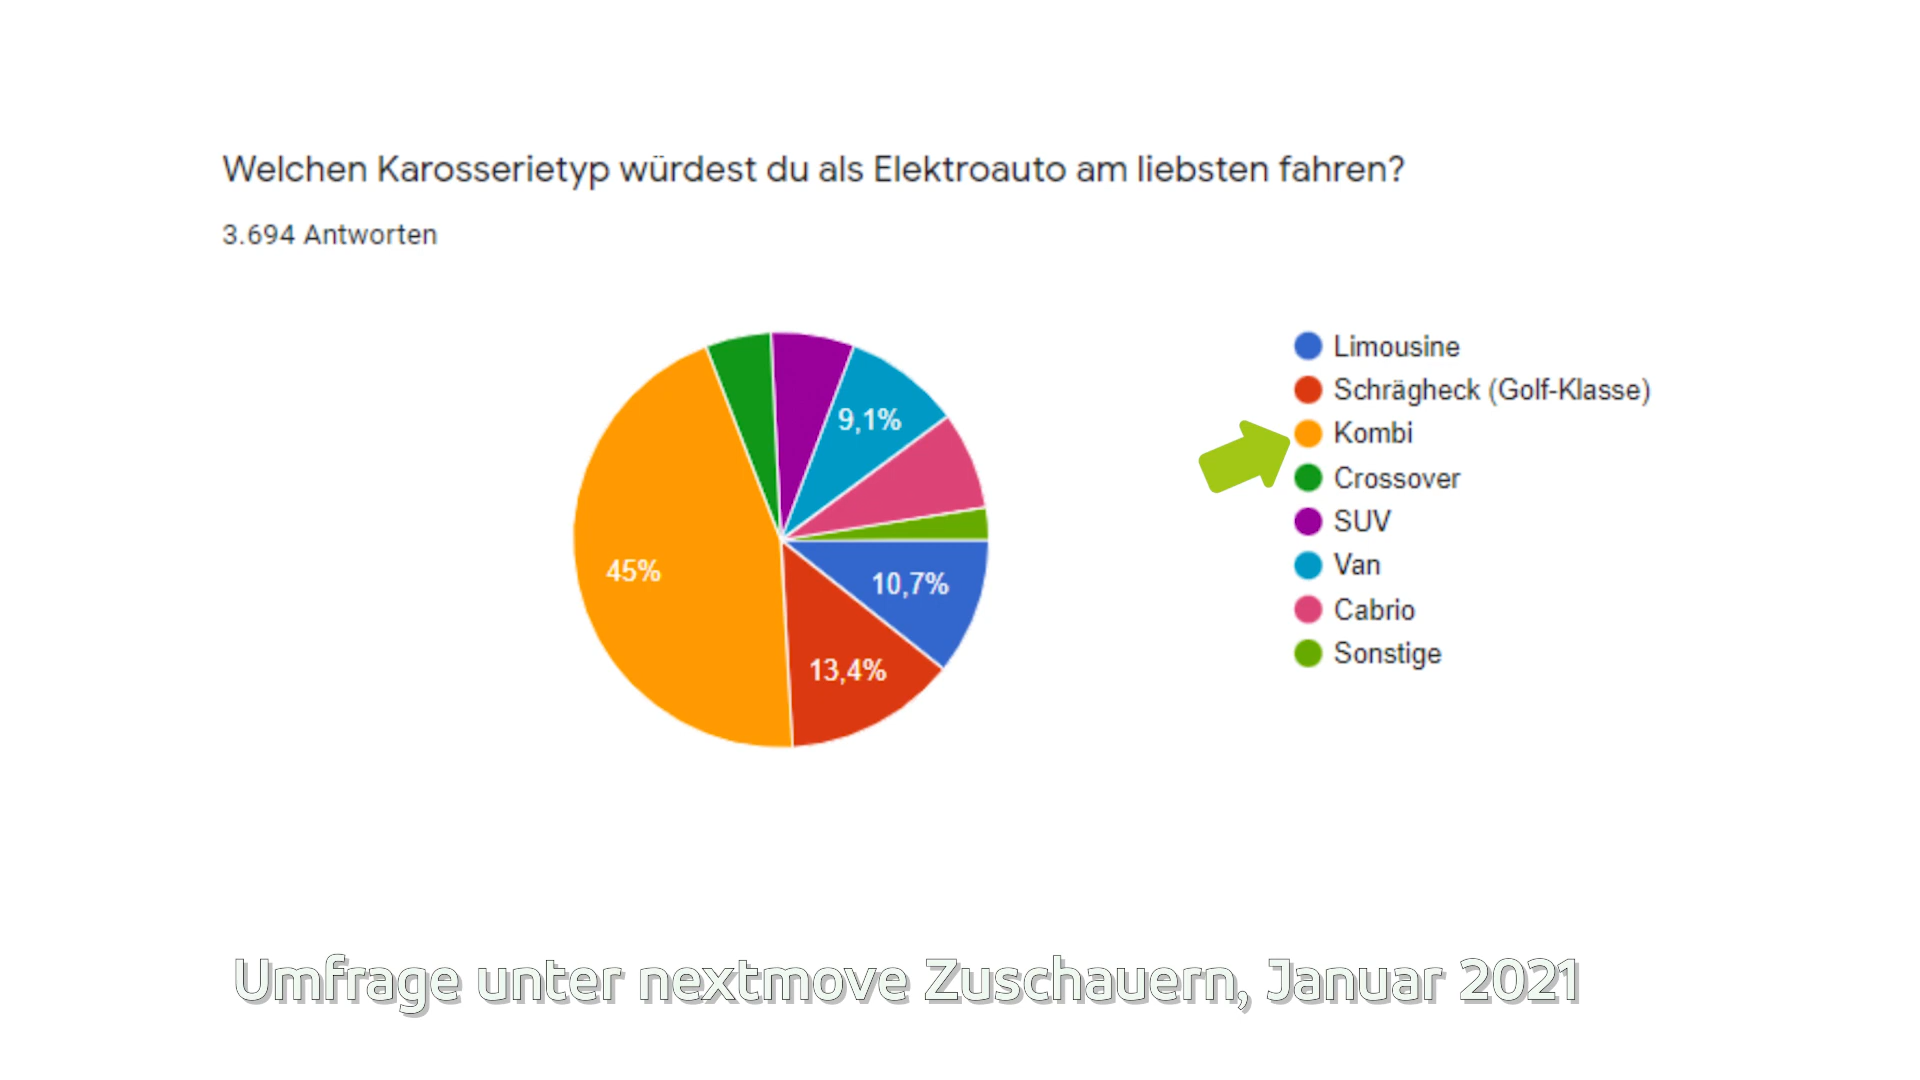 Welchen Karosserietyp würdest du als Elektroauto am liebsten fahren?
3.694 Antworten
9,1%
45%
10,7%
13,4%
Limousine
Schrägheck (Golf-Klasse)
Kombi
Crossover
SUV
Van
Cabrio
Sonstige
Umfrage unter nextmove Zuschauern, Januar 2021